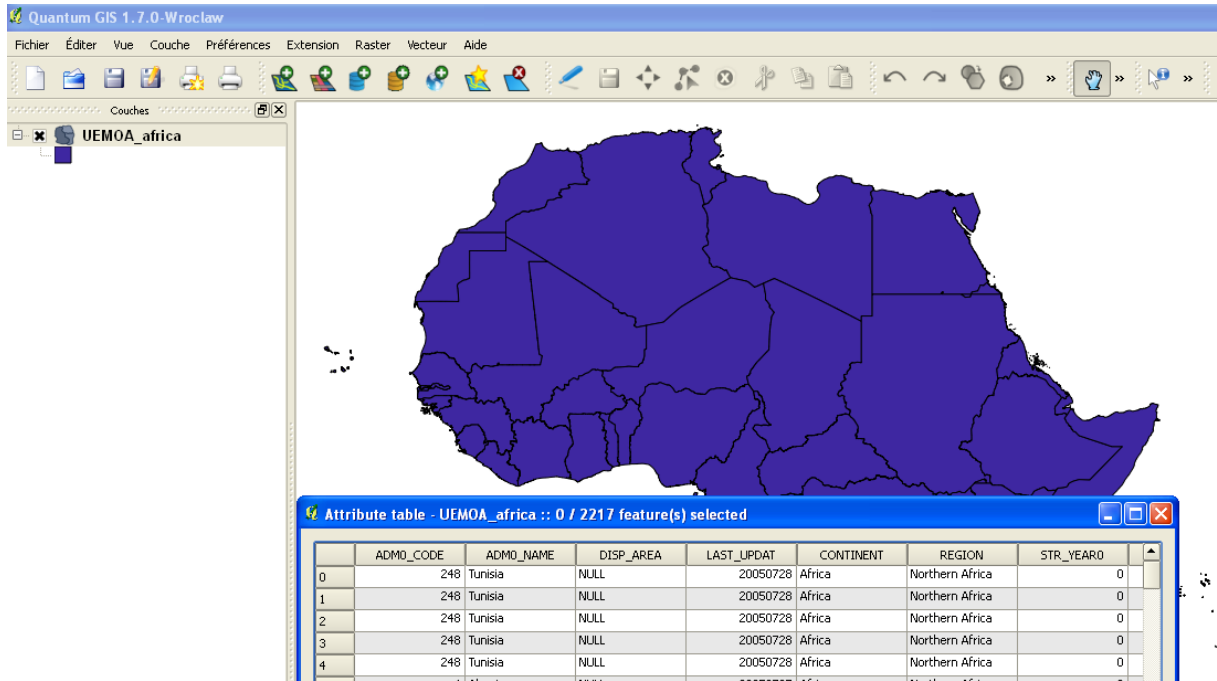 Quantum GIS 1.7.0-Wroclaw
Fichier Éditer Vue Couche Préférences Extension Raster Vecteur Aide
» » »
Couches
UEMOA_africa
Attribute table - UEMOA_africa :: 0 / 2217 feature(s) selected
ADM0_CODE ADM0_NAME DISP_AREA LAST_UPDAT CONTINENT REGION STR_YEAR0
0 248 Tunisia NULL 20050728 Africa Northern Africa 0
1 248 Tunisia NULL 20050728 Africa Northern Africa 0
2 248 Tunisia NULL 20050728 Africa Northern Africa 0
3 248 Tunisia NULL 20050728 Africa Northern Africa 0
4 248 Tunisia NULL 20050728 Africa Northern Africa 0